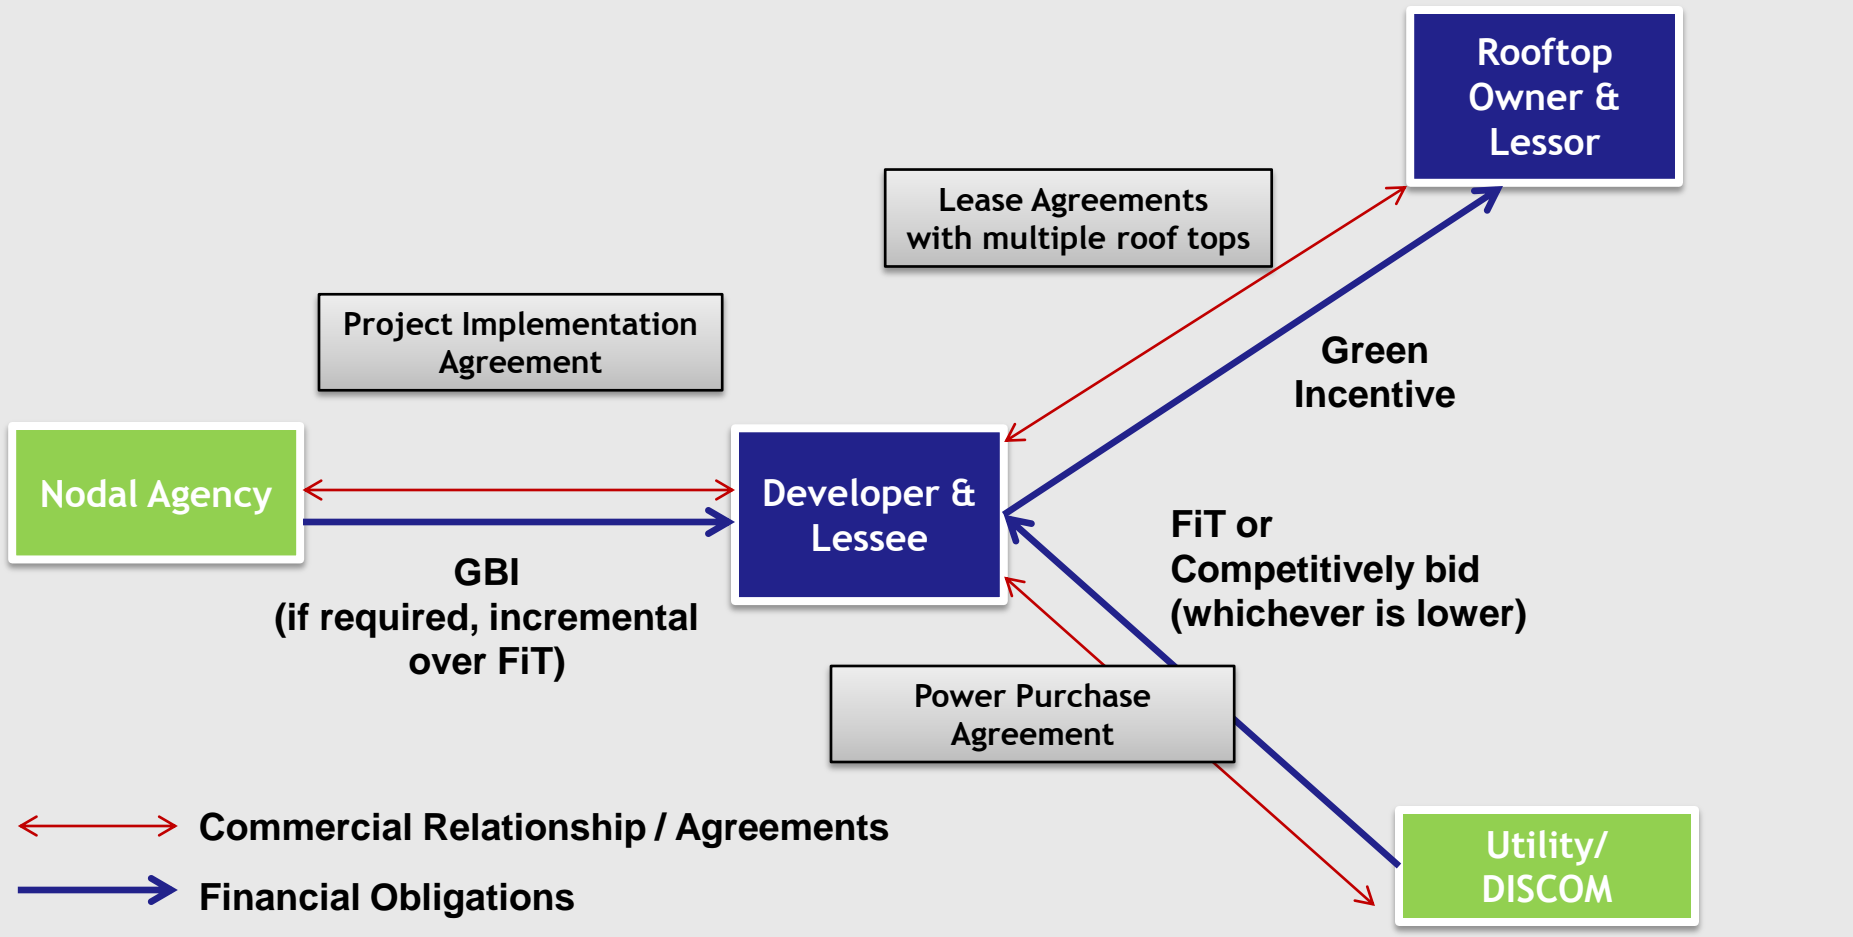 Rooftop
Owner &
Lessor
Lease Agreements
with multiple roof tops
Project Implementation
Agreement
Green
Incentive
Nodal Agency
Developer &
Lessee
FiT or
Competitively bid
(whichever is lower)
GBI
(if required, incremental
over FiT)
Power Purchase
Agreement
Commercial Relationship / Agreements
Utility/
DISCOM
Financial Obligations